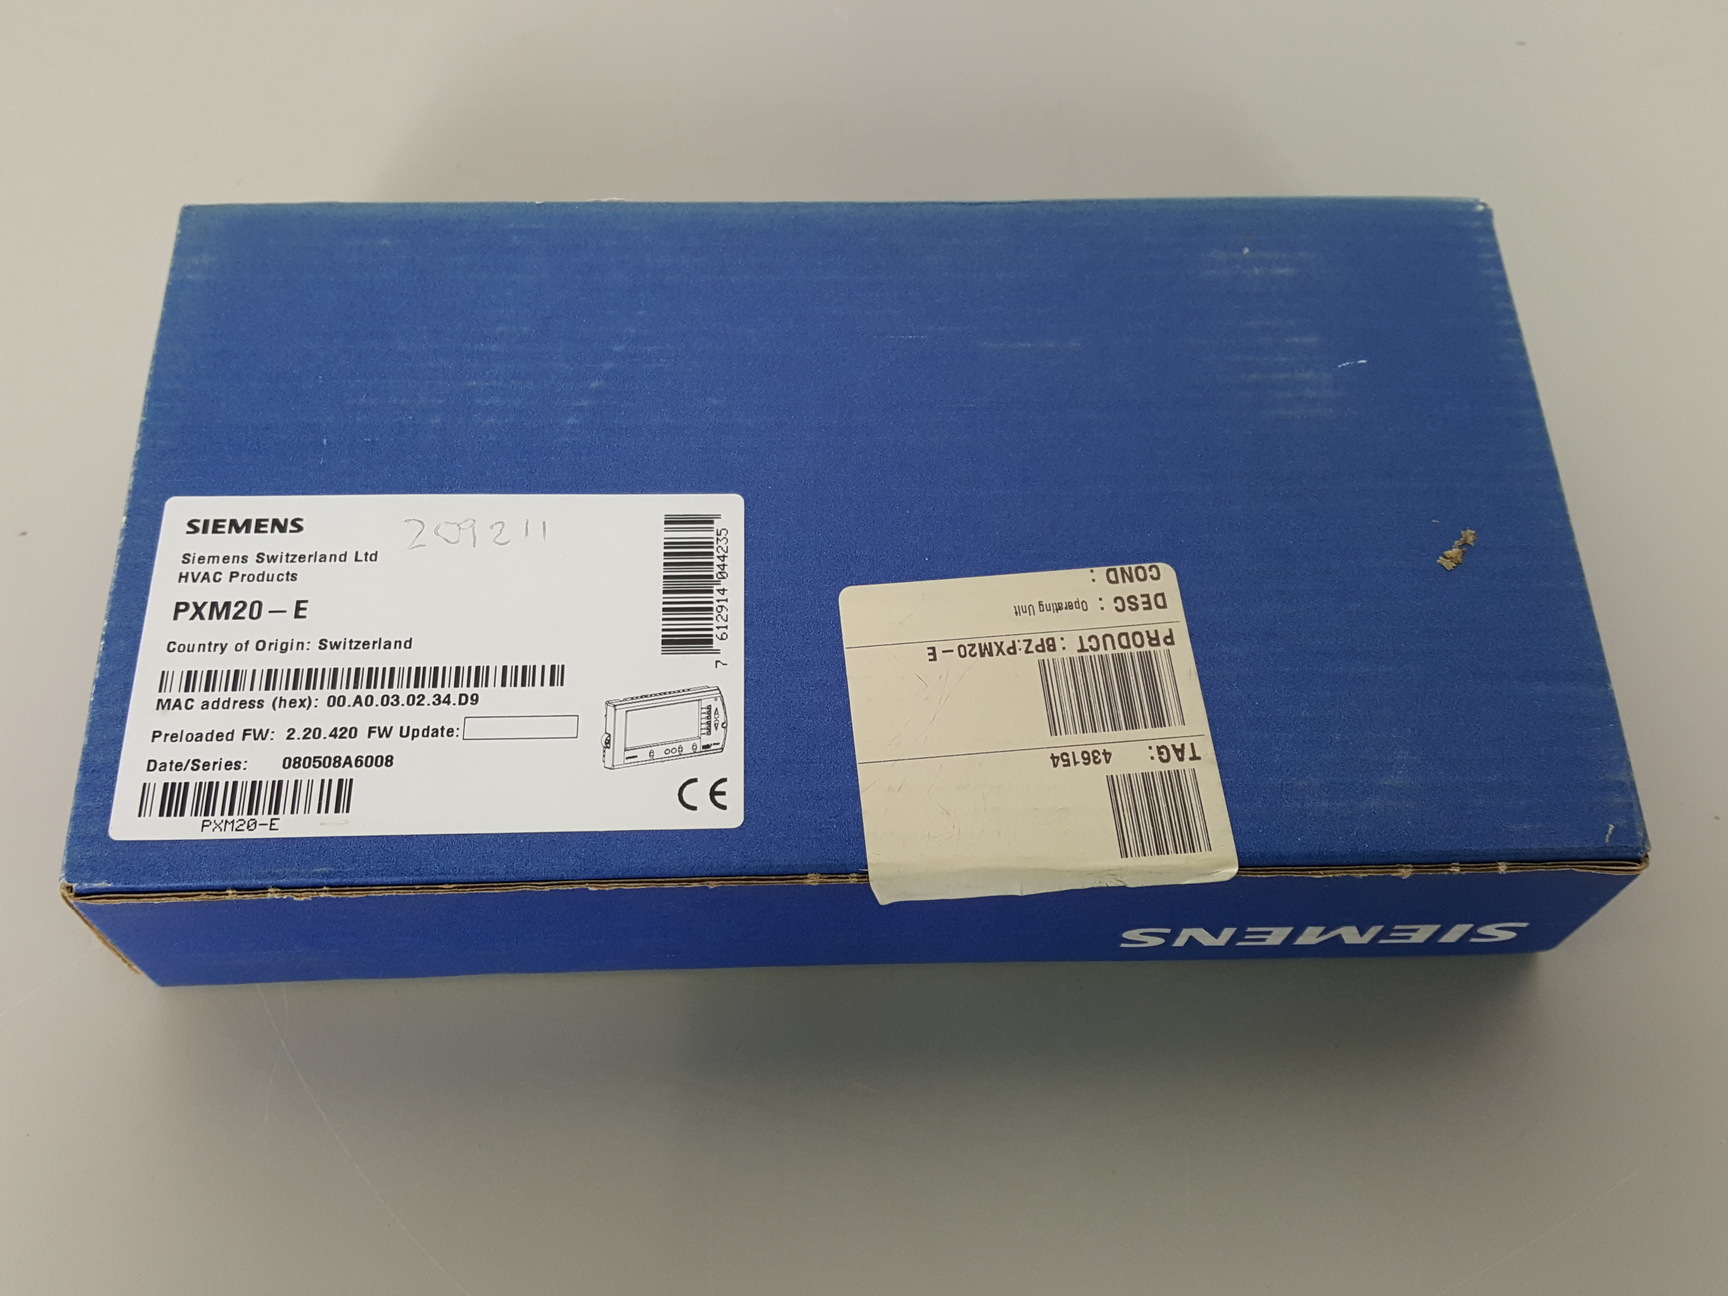 SIEMENS
209211
Siemens Switzerland Ltd
HVAC Products
PXM20-E
Country of Origin: Switzerland
MAC address (hex): 00.A0.03.02.34.D9
Preloaded FW: 2.20.420 FW Update:
Date/Series: 080508A6008
PXM20-E
7 612914 044235
CE
TAG: 436154
PRODUCT : BPZ:PXM20-E
DESC : Operating Unit
COND :
SIEMENS